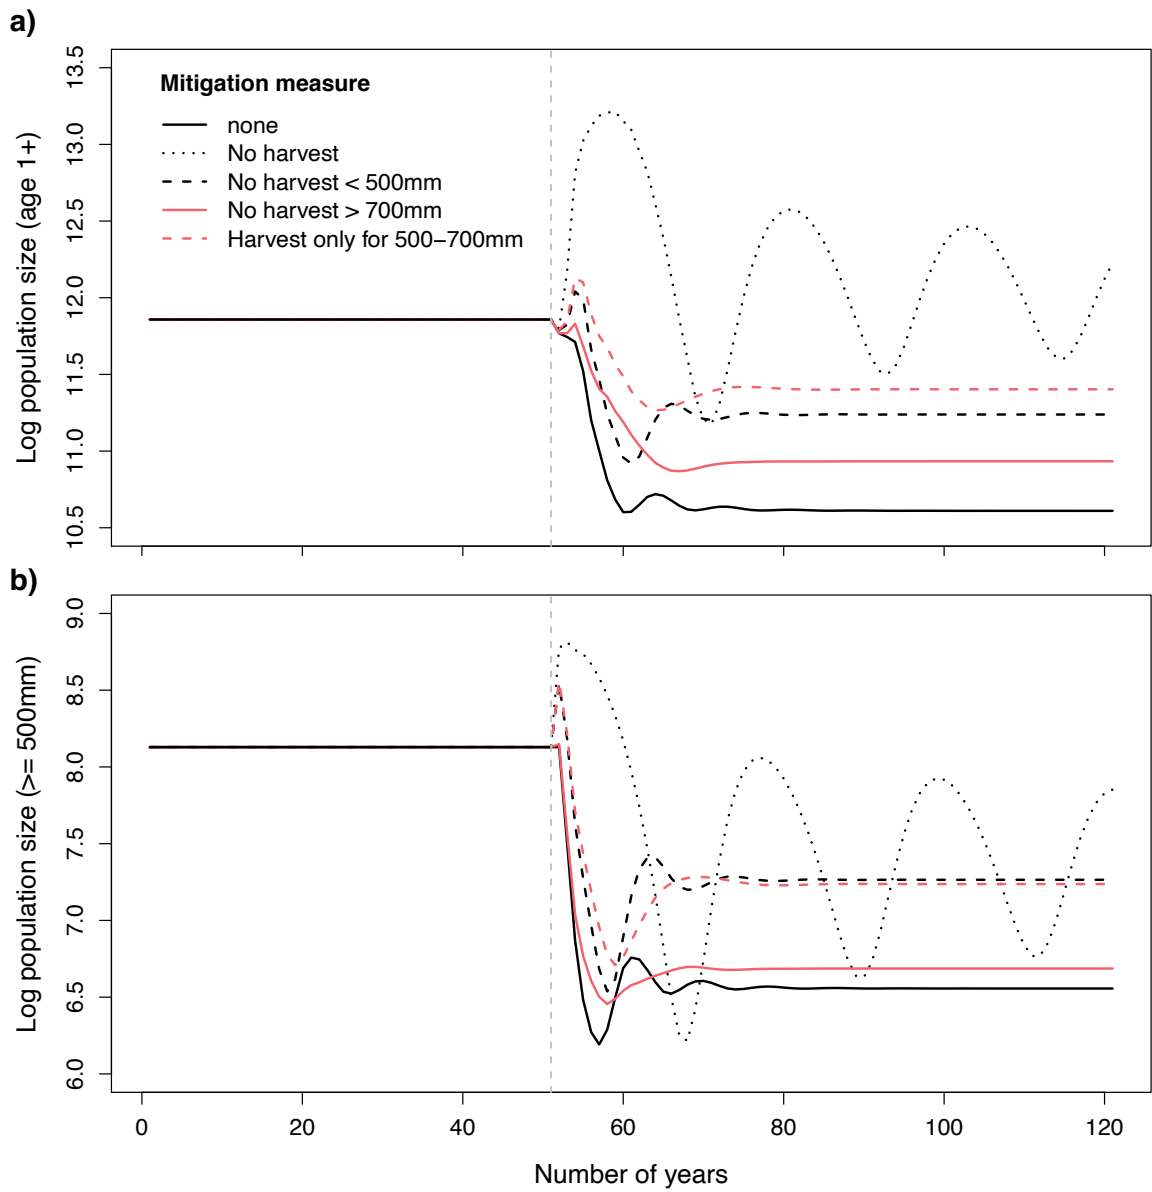 a)
Log population size (age 1+)
13.5
13.0
12.5
12.0
11.5
11.0
10.5
Mitigation measure
none
No harvest
No harvest < 500mm
No harvest > 700mm
Harvest only for 500−700mm
b)
Log population size (>= 500mm)
9.0
8.5
8.0
7.5
7.0
6.5
6.0
0 20 40 60 80 100 120
Number of years